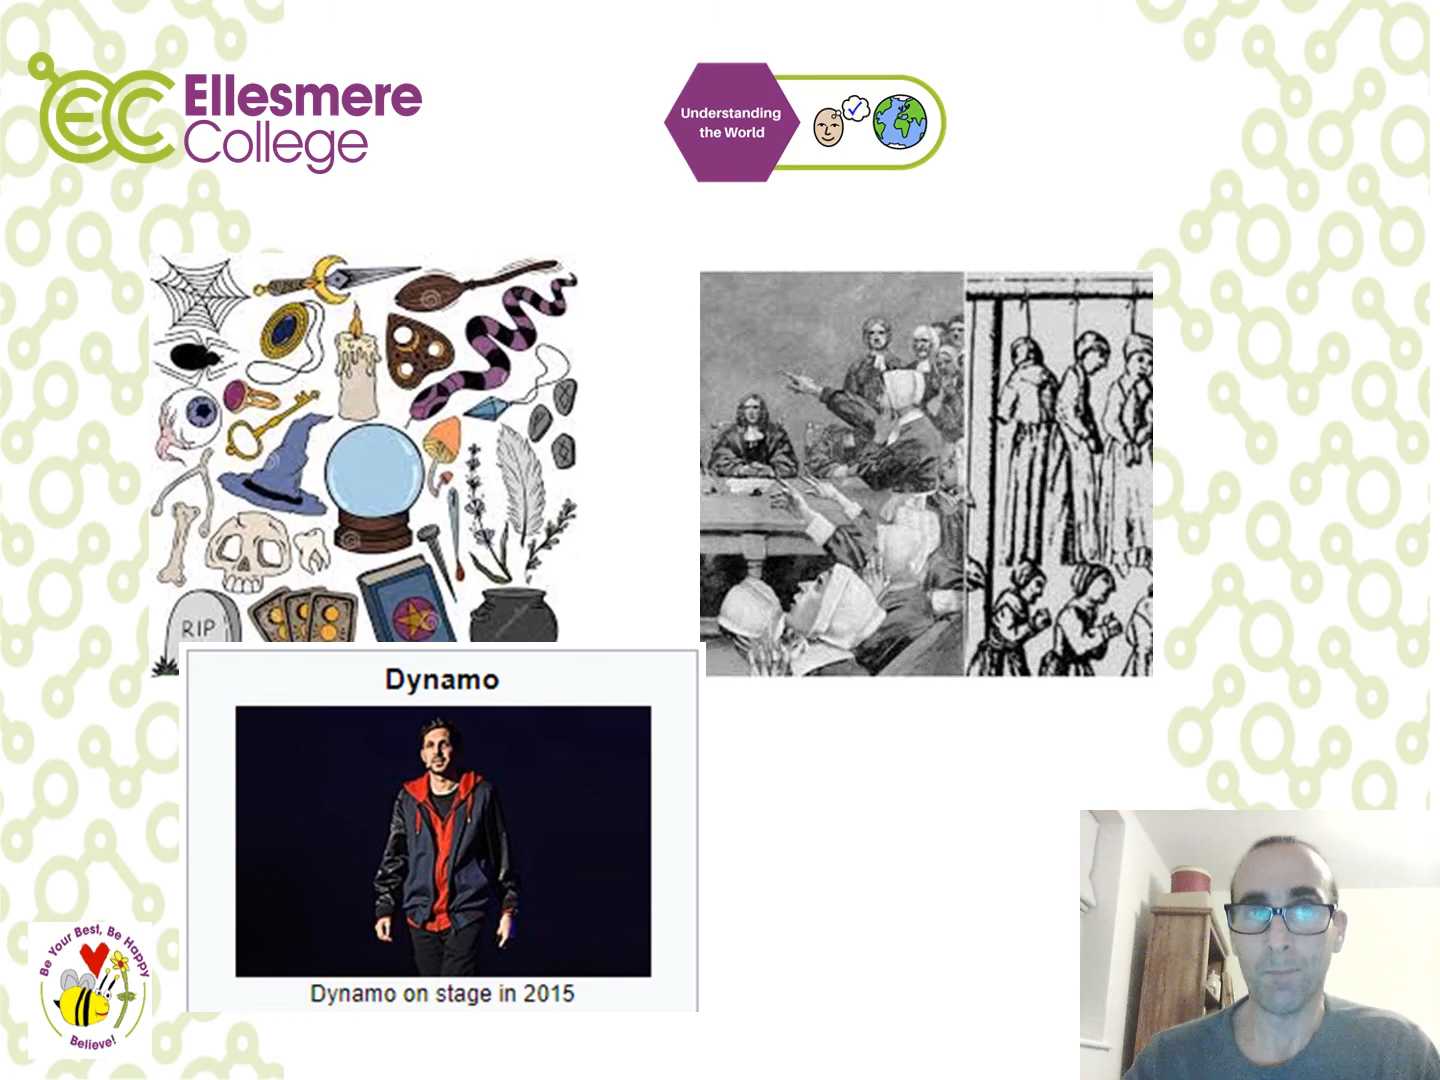 Ellesmere
College
Understanding
the World
RIP
Dynamo
Dynamo on stage in 2015
Be Your Best, Be Happy
Believe!